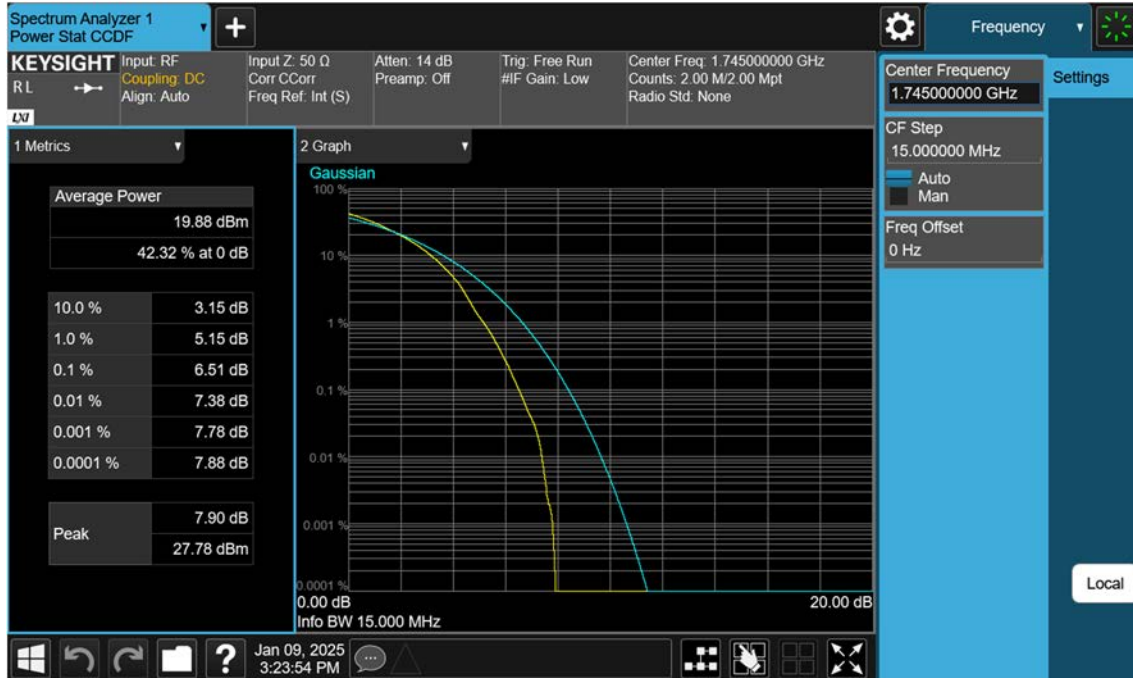 Spectrum Analyzer 1
Power Stat CCDF
Frequency
KEYSIGHT
R L
LXI
Input: RF
Coupling: DC
Align: Auto
Input Z: 50 Ω
Corr CCorr
Freq Ref: Int (S)
Atten: 14 dB
Preamp: Off
Trig: Free Run
#IF Gain: Low
Center Freq: 1.745000000 GHz
Counts: 2.00 M/2.00 Mpt
Radio Std: None
Center Frequency
1.745000000 GHz
Settings
CF Step
15.000000 MHz
Auto
Man
Freq Offset
0 Hz
Local
1 Metrics
Average Power
19.88 dBm
42.32 % at 0 dB
10.0 % 3.15 dB
1.0 % 5.15 dB
0.1 % 6.51 dB
0.01 % 7.38 dB
0.001 % 7.78 dB
0.0001 % 7.88 dB
Peak
7.90 dB
27.78 dBm
2 Graph
Gaussian
100 %
10 %
1 %
0.1 %
0.01 %
0.001 %
0.0001 %
0.00 dB 20.00 dB
Info BW 15.000 MHz
?
Jan 09, 2025
3:23:54 PM